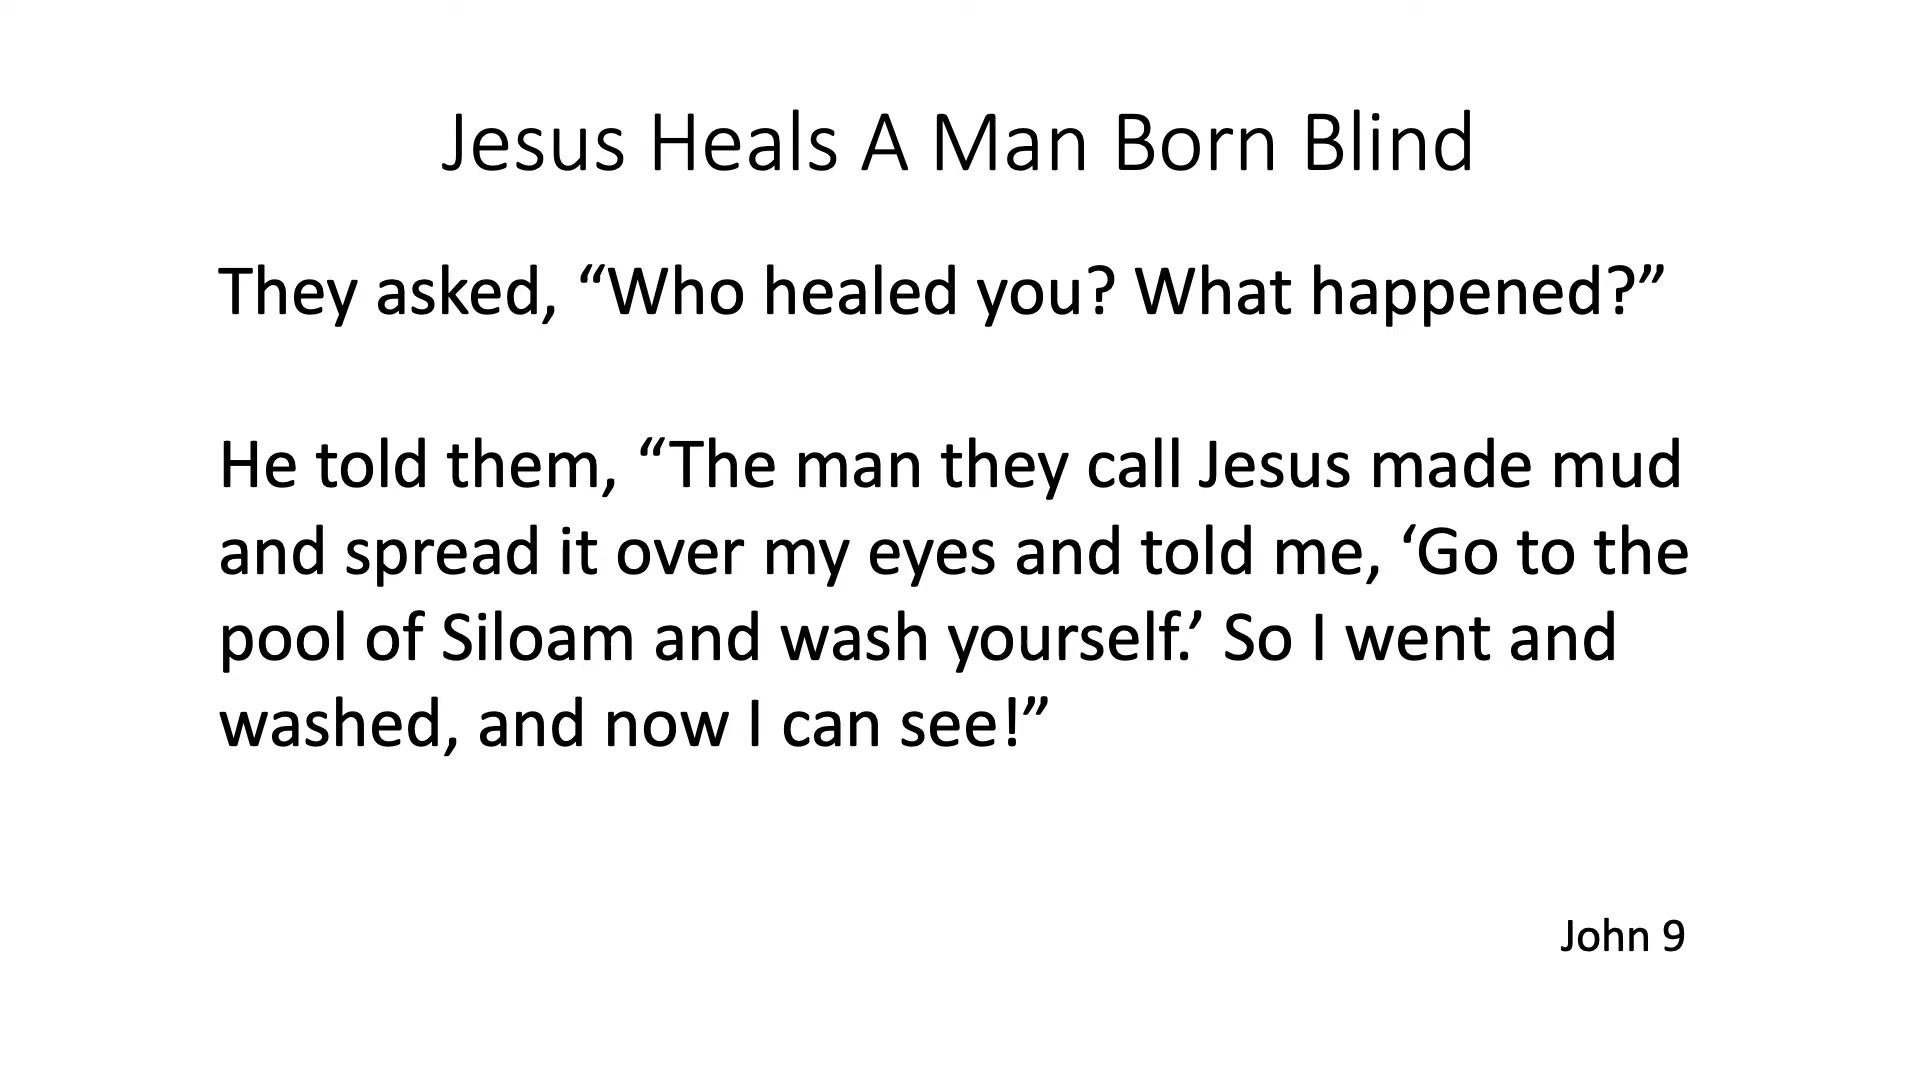 Jesus Heals A Man Born Blind
They asked, “Who healed you? What happened?”
He told them, “The man they call Jesus made mud
and spread it over my eyes and told me, ‘Go to the
pool of Siloam and wash yourself.’ So I went and
washed, and now I can see!”
John 9